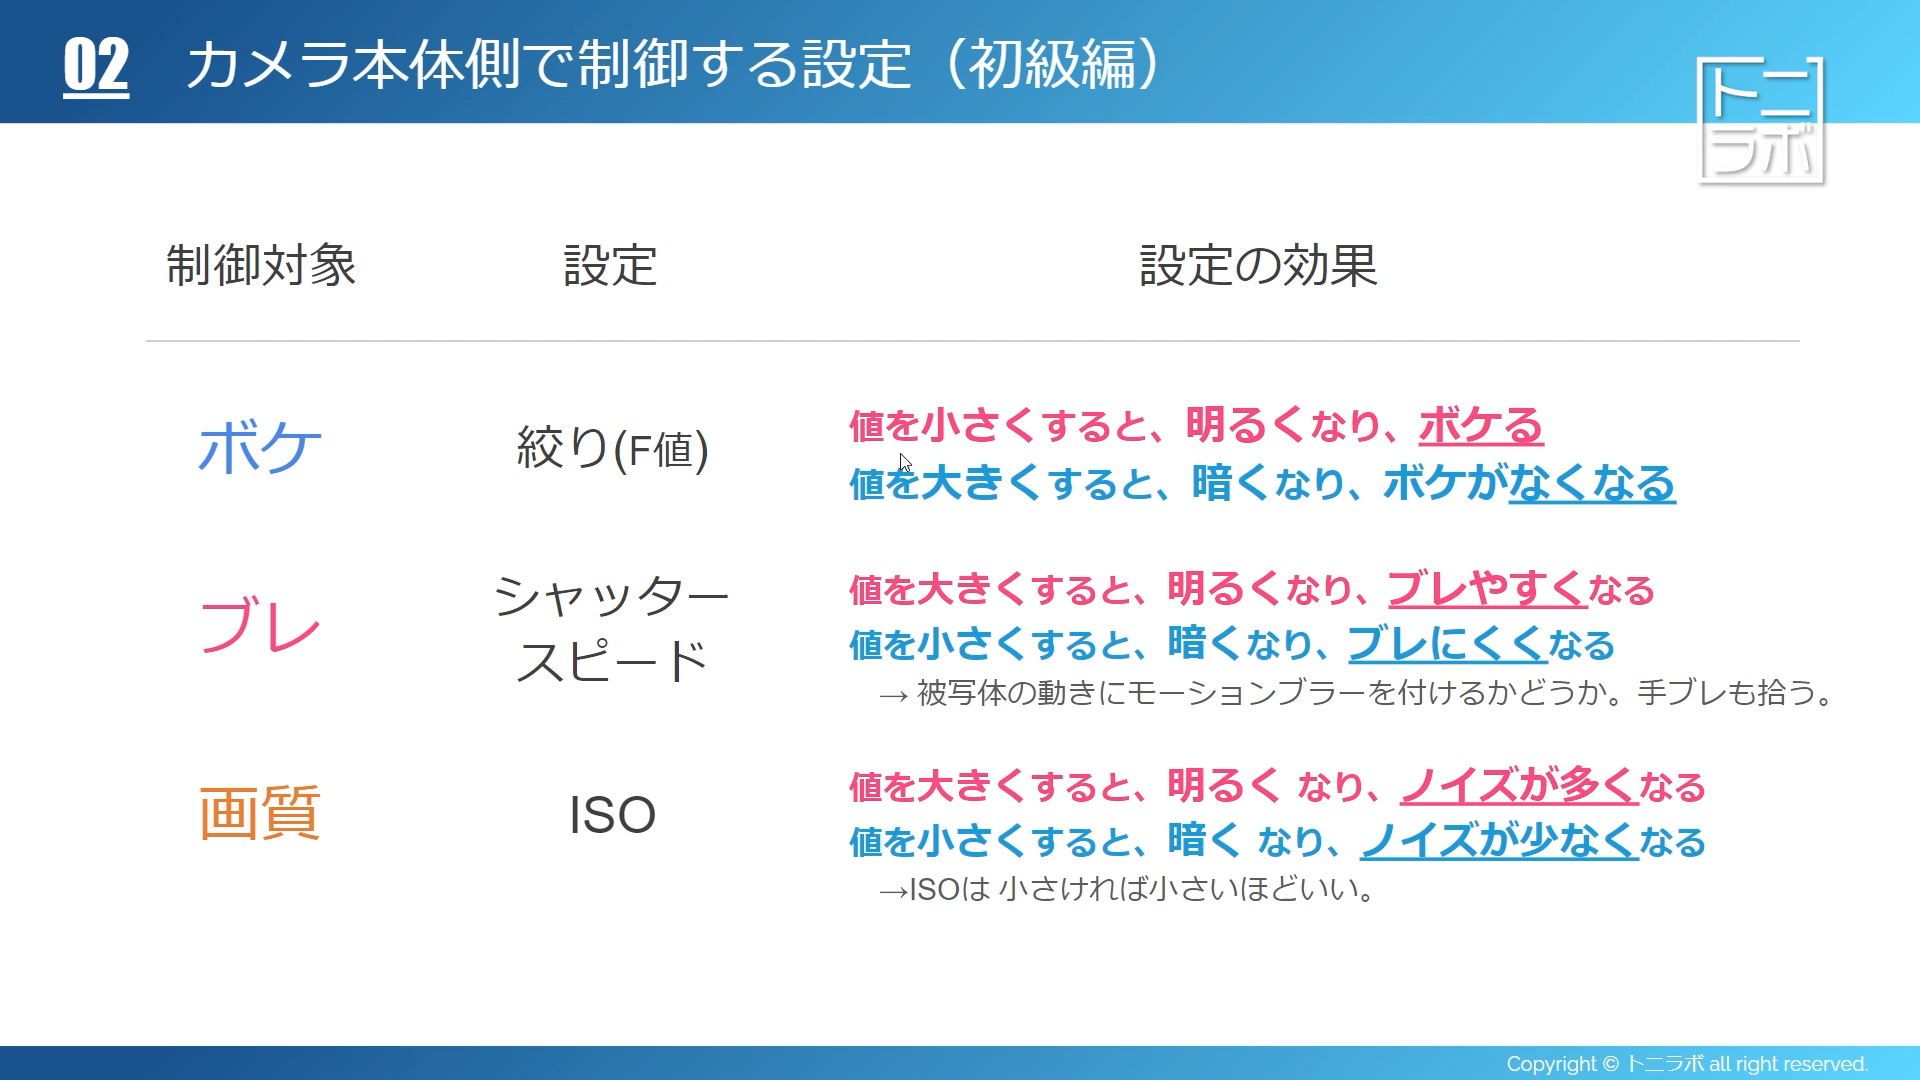 02 カメラ本体側で制御する設定（初級編）
トニ
ラボ
制御対象 設定 設定の効果
ボケ 絞り(F値)
値を小さくすると、明るくなり、ボケる
値を大きくすると、暗くなり、ボケがなくなる
ブレ
シャッター
スピード
値を大きくすると、明るくなり、ブレやすくなる
値を小さくすると、暗くなり、ブレにくくなる
→ 被写体の動きにモーションブラーを付けるかどうか。手ブレも拾う。
画質 ISO
値を大きくすると、明るく なり、ノイズが多くなる
値を小さくすると、暗く なり、ノイズが少なくなる
→ISOは 小さければ小さいほどいい。
Copyright © トニラボ all right reserved.